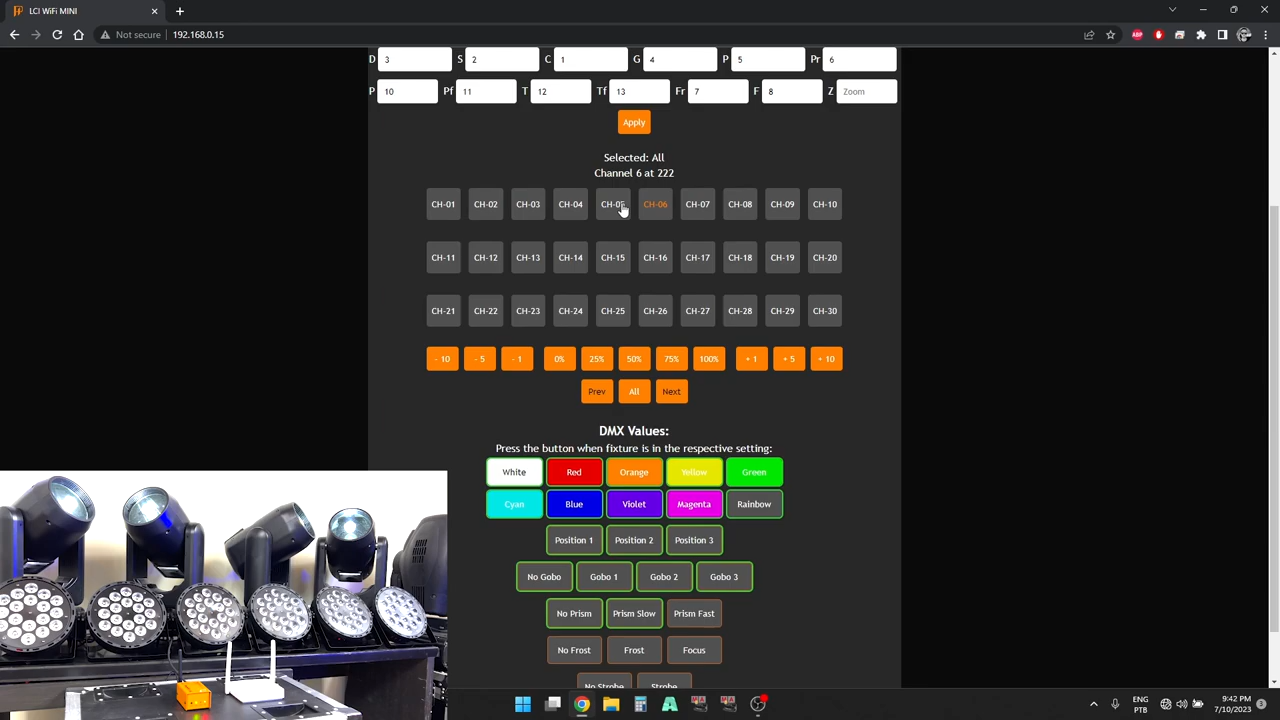 LCI WiFi MINI
Not secure 192.168.0.15
D 3 S 2 C 1 G 4 P 5 Pr 6
P 10 Pf 11 T 12 Tf 13 Fr 7 F 8 Z Zoom
Apply
Selected: All
Channel 6 at 222
CH-01 CH-02 CH-03 CH-04 CH-05 CH-06 CH-07 CH-08 CH-09 CH-10
CH-11 CH-12 CH-13 CH-14 CH-15 CH-16 CH-17 CH-18 CH-19 CH-20
CH-21 CH-22 CH-23 CH-24 CH-25 CH-26 CH-27 CH-28 CH-29 CH-30
- 10 - 5 - 1 0% 25% 50% 75% 100% + 1 + 5 + 10
Prev All Next
DMX Values:
Press the button when fixture is in the respective setting:
White Red Orange Yellow Green
Cyan Blue Violet Magenta Rainbow
Position 1 Position 2 Position 3
No Gobo Gobo 1 Gobo 2 Gobo 3
No Prism Prism Slow Prism Fast
No Frost Frost Focus
No Strobe Strobe
ENG 9:42 PM
PTB 7/10/2023